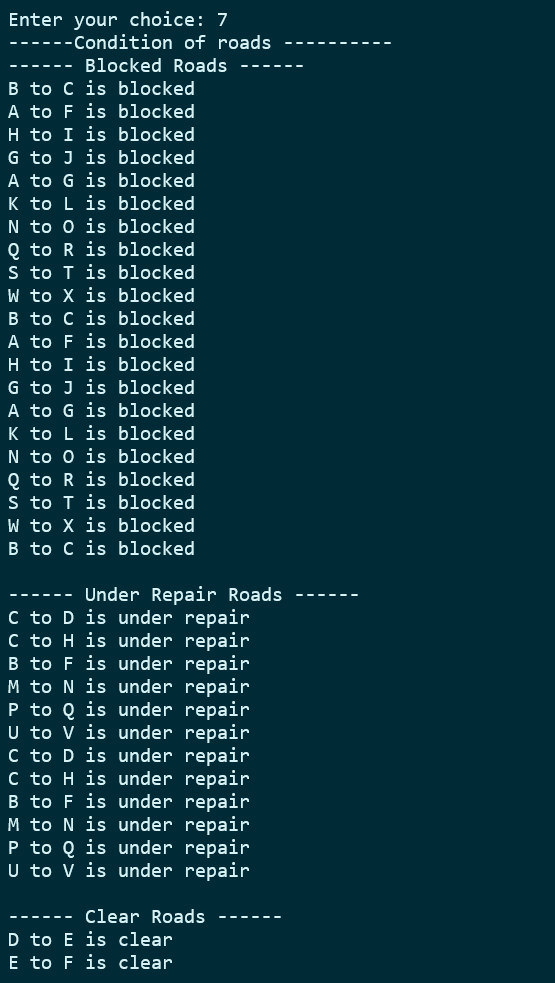 Enter your choice: 7
------Condition of roads ----------
------ Blocked Roads ------
B to C is blocked
A to F is blocked
H to I is blocked
G to J is blocked
A to G is blocked
K to L is blocked
N to O is blocked
Q to R is blocked
S to T is blocked
W to X is blocked
B to C is blocked
A to F is blocked
H to I is blocked
G to J is blocked
A to G is blocked
K to L is blocked
N to O is blocked
Q to R is blocked
S to T is blocked
W to X is blocked
B to C is blocked

------ Under Repair Roads ------
C to D is under repair
C to H is under repair
B to F is under repair
M to N is under repair
P to Q is under repair
U to V is under repair
C to D is under repair
C to H is under repair
B to F is under repair
M to N is under repair
P to Q is under repair
U to V is under repair

------ Clear Roads ------
D to E is clear
E to F is clear